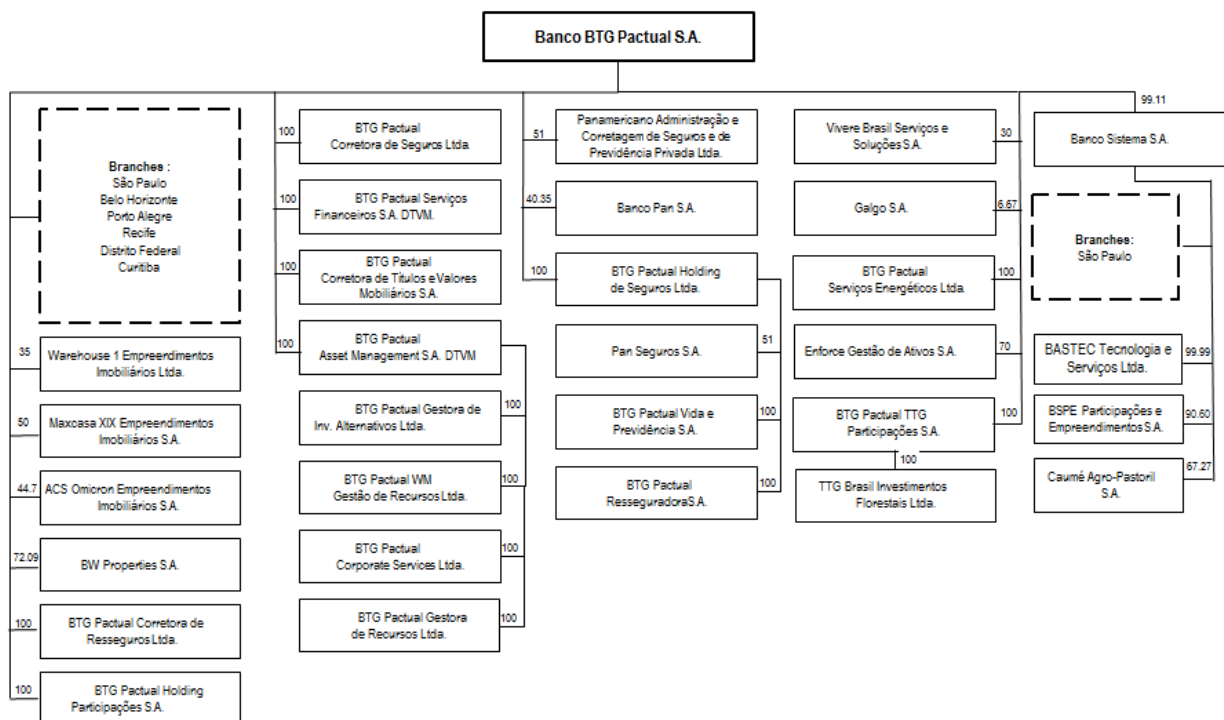 Banco BTG Pactual S.A.
Branches :
São Paulo
Belo Horizonte
Porto Alegre
Recife
Distrito Federal
Curitiba
35
Warehouse 1 Empreendimentos
Imobiliários Ltda.
50
Maxcasa XIX Empreendimentos
Imobiliários S.A.
44.7
ACS Omicron Empreendimentos
Imobiliários S.A.
72.09
BW Properties S.A.
100
BTG Pactual Corretora de
Resseguros Ltda.
100
BTG Pactual Holding
Participações S.A.
100
BTG Pactual
Corretora de Seguros Ltda.
100
BTG Pactual Serviços
Financeiros S.A. DTVM.
100
BTG Pactual
Corretora de Títulos e Valores
Mobiliários S.A.
100
BTG Pactual
Asset Management S.A. DTVM
BTG Pactual Gestora de
Inv. Alternativos Ltda.
100
BTG Pactual WM
Gestão de Recursos Ltda.
100
BTG Pactual
Corporate Services Ltda.
100
BTG Pactual Gestora
de Recursos Ltda.
100
51
Panamericano Administração e
Corretagem de Seguros e de
Previdência Privada Ltda.
40.35
Banco Pan S.A.
100
BTG Pactual Holding
de Seguros Ltda.
Pan Seguros S.A.
51
BTG Pactual Vida e
Previdência S.A.
100
BTG Pactual
Resseguradora S.A.
100
Vivere Brasil Serviços e
Soluções S.A.
30
Galgo S.A.
6.67
BTG Pactual
Serviços Energéticos Ltda.
100
Enforce Gestão de Ativos S.A.
70
BTG Pactual TTG
Participações S.A.
100
100
TTG Brasil Investimentos
Florestais Ltda.
99.11
Banco Sistema S.A.
Branches:
São Paulo
BASTEC Tecnologia e
Serviços Ltda.
99.99
BSPE Participações e
Empreendimentos S.A.
90.60
Caumé Agro-Pastoril
S.A.
67.27